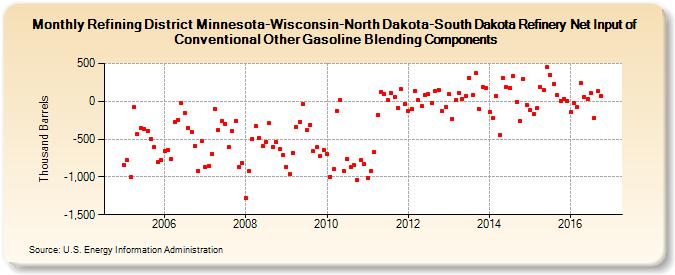 Monthly Refining District Minnesota-Wisconsin-North Dakota-South Dakota Refinery Net Input of
Conventional Other Gasoline Blending Components
Thousand Barrels
500
0
-500
-1,000
-1,500
2006
2008
2010
2012
2014
2016
Source: U.S. Energy Information Administration